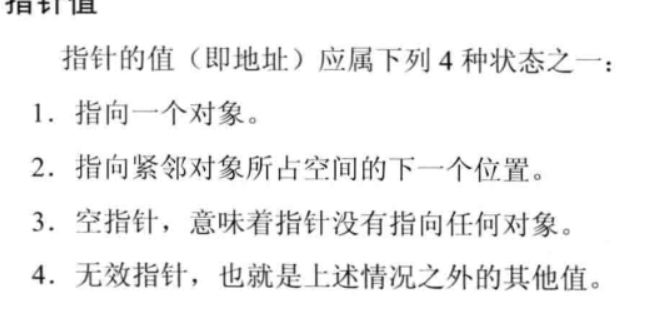 指针值
指针的值（即地址）应属下列 4 种状态之一：
1．指向一个对象。
2．指向紧邻对象所占空间的下一个位置。
3．空指针，意味着指针没有指向任何对象。
4．无效指针，也就是上述情况之外的其他值。